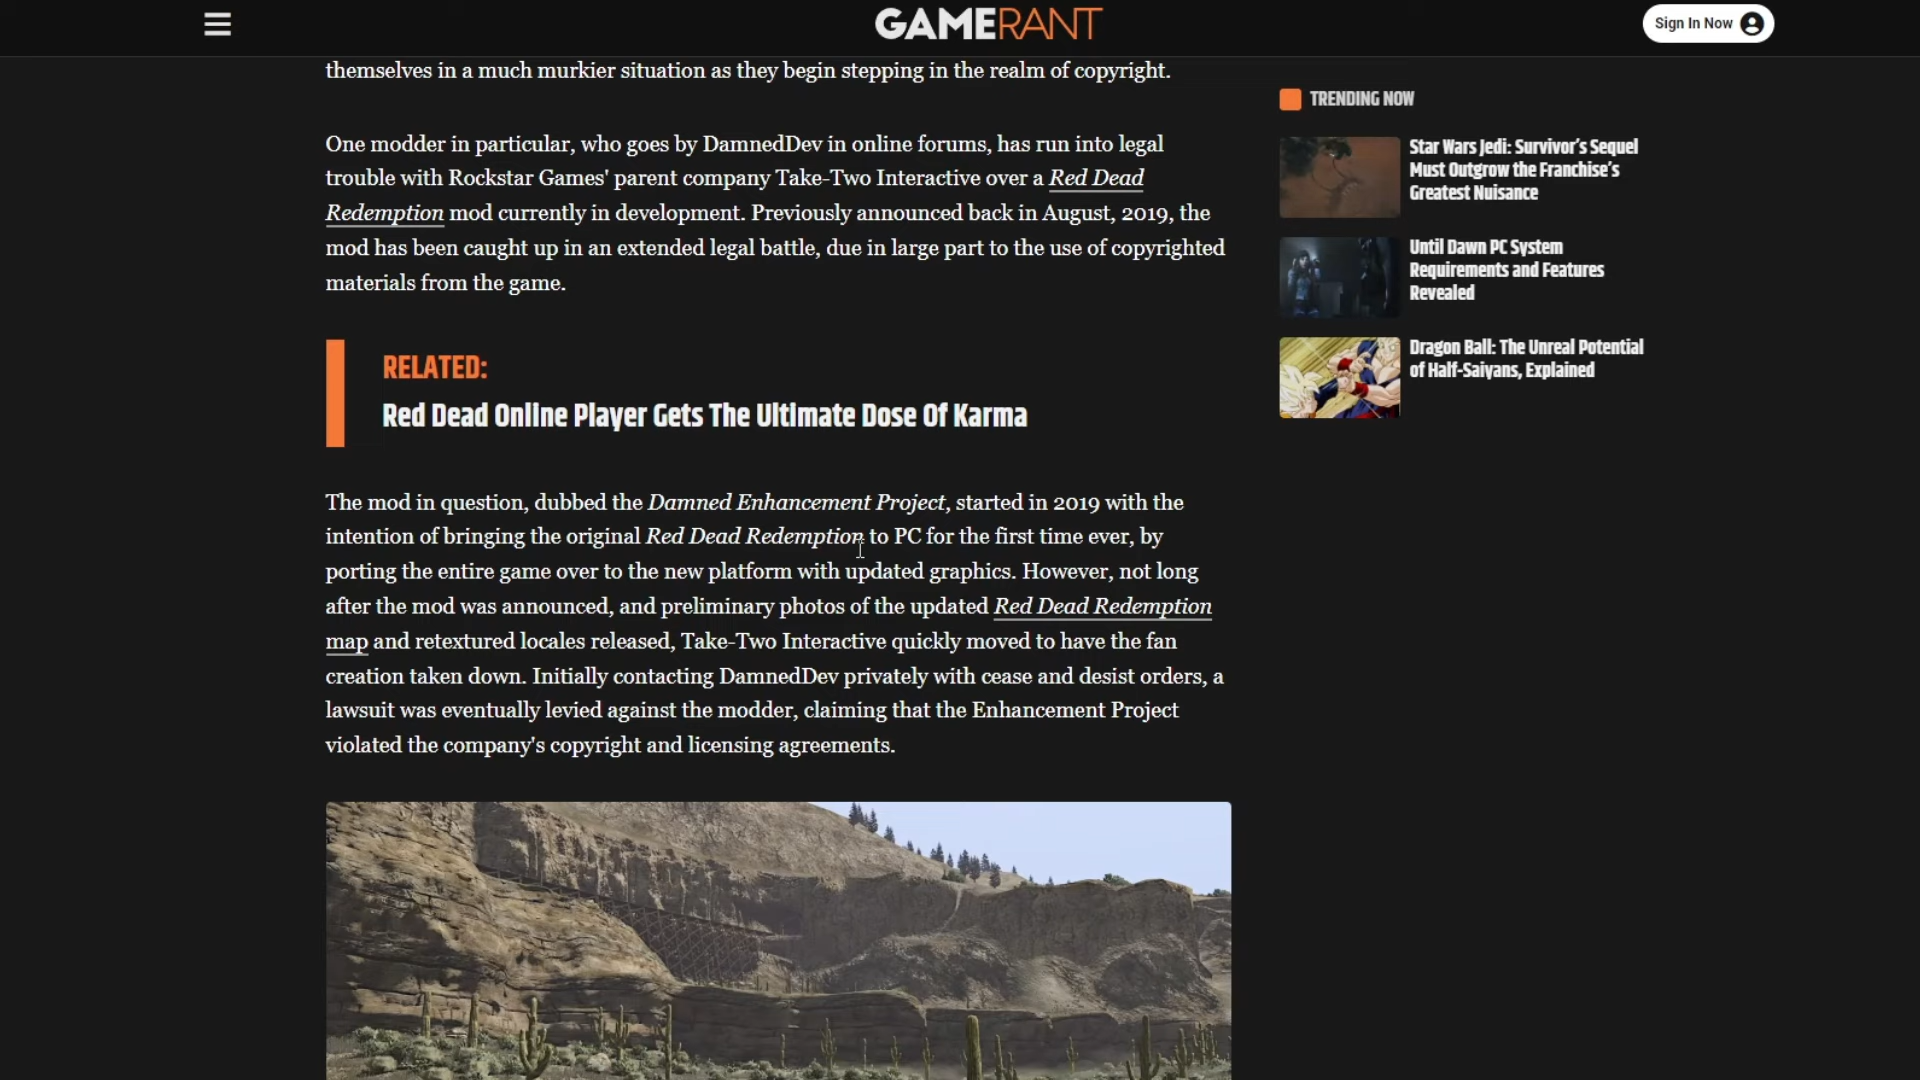 GAMERANT
Sign In Now
themselves in a much murkier situation as they begin stepping in the realm of copyright.
One modder in particular, who goes by DamnedDev in online forums, has run into legal
trouble with Rockstar Games' parent company Take-Two Interactive over a Red Dead
Redemption mod currently in development. Previously announced back in August, 2019, the
mod has been caught up in an extended legal battle, due in large part to the use of copyrighted
materials from the game.
RELATED:
Red Dead Online Player Gets The Ultimate Dose Of Karma
The mod in question, dubbed the Damned Enhancement Project, started in 2019 with the
intention of bringing the original Red Dead Redemption to PC for the first time ever, by
porting the entire game over to the new platform with updated graphics. However, not long
after the mod was announced, and preliminary photos of the updated Red Dead Redemption
map and retextured locales released, Take-Two Interactive quickly moved to have the fan
creation taken down. Initially contacting DamnedDev privately with cease and desist orders, a
lawsuit was eventually levied against the modder, claiming that the Enhancement Project
violated the company's copyright and licensing agreements.
TRENDING NOW
Star Wars Jedi: Survivor's Sequel
Must Outgrow the Franchise's
Greatest Nuisance
Until Dawn PC System
Requirements and Features
Revealed
Dragon Ball: The Unreal Potential
of Half-Saiyans, Explained